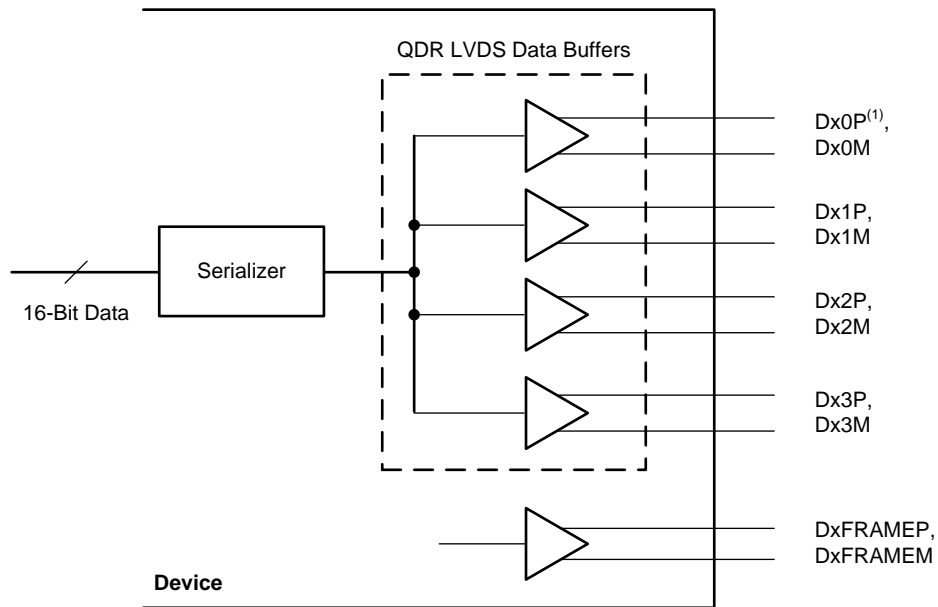 QDR LVDS Data Buffers
Dx0P(1),
Dx0M
Dx1P,
Dx1M
Serializer
16-Bit Data
Dx2P,
Dx2M
Dx3P,
Dx3M
DxFRAMEP,
DxFRAMEM
Device